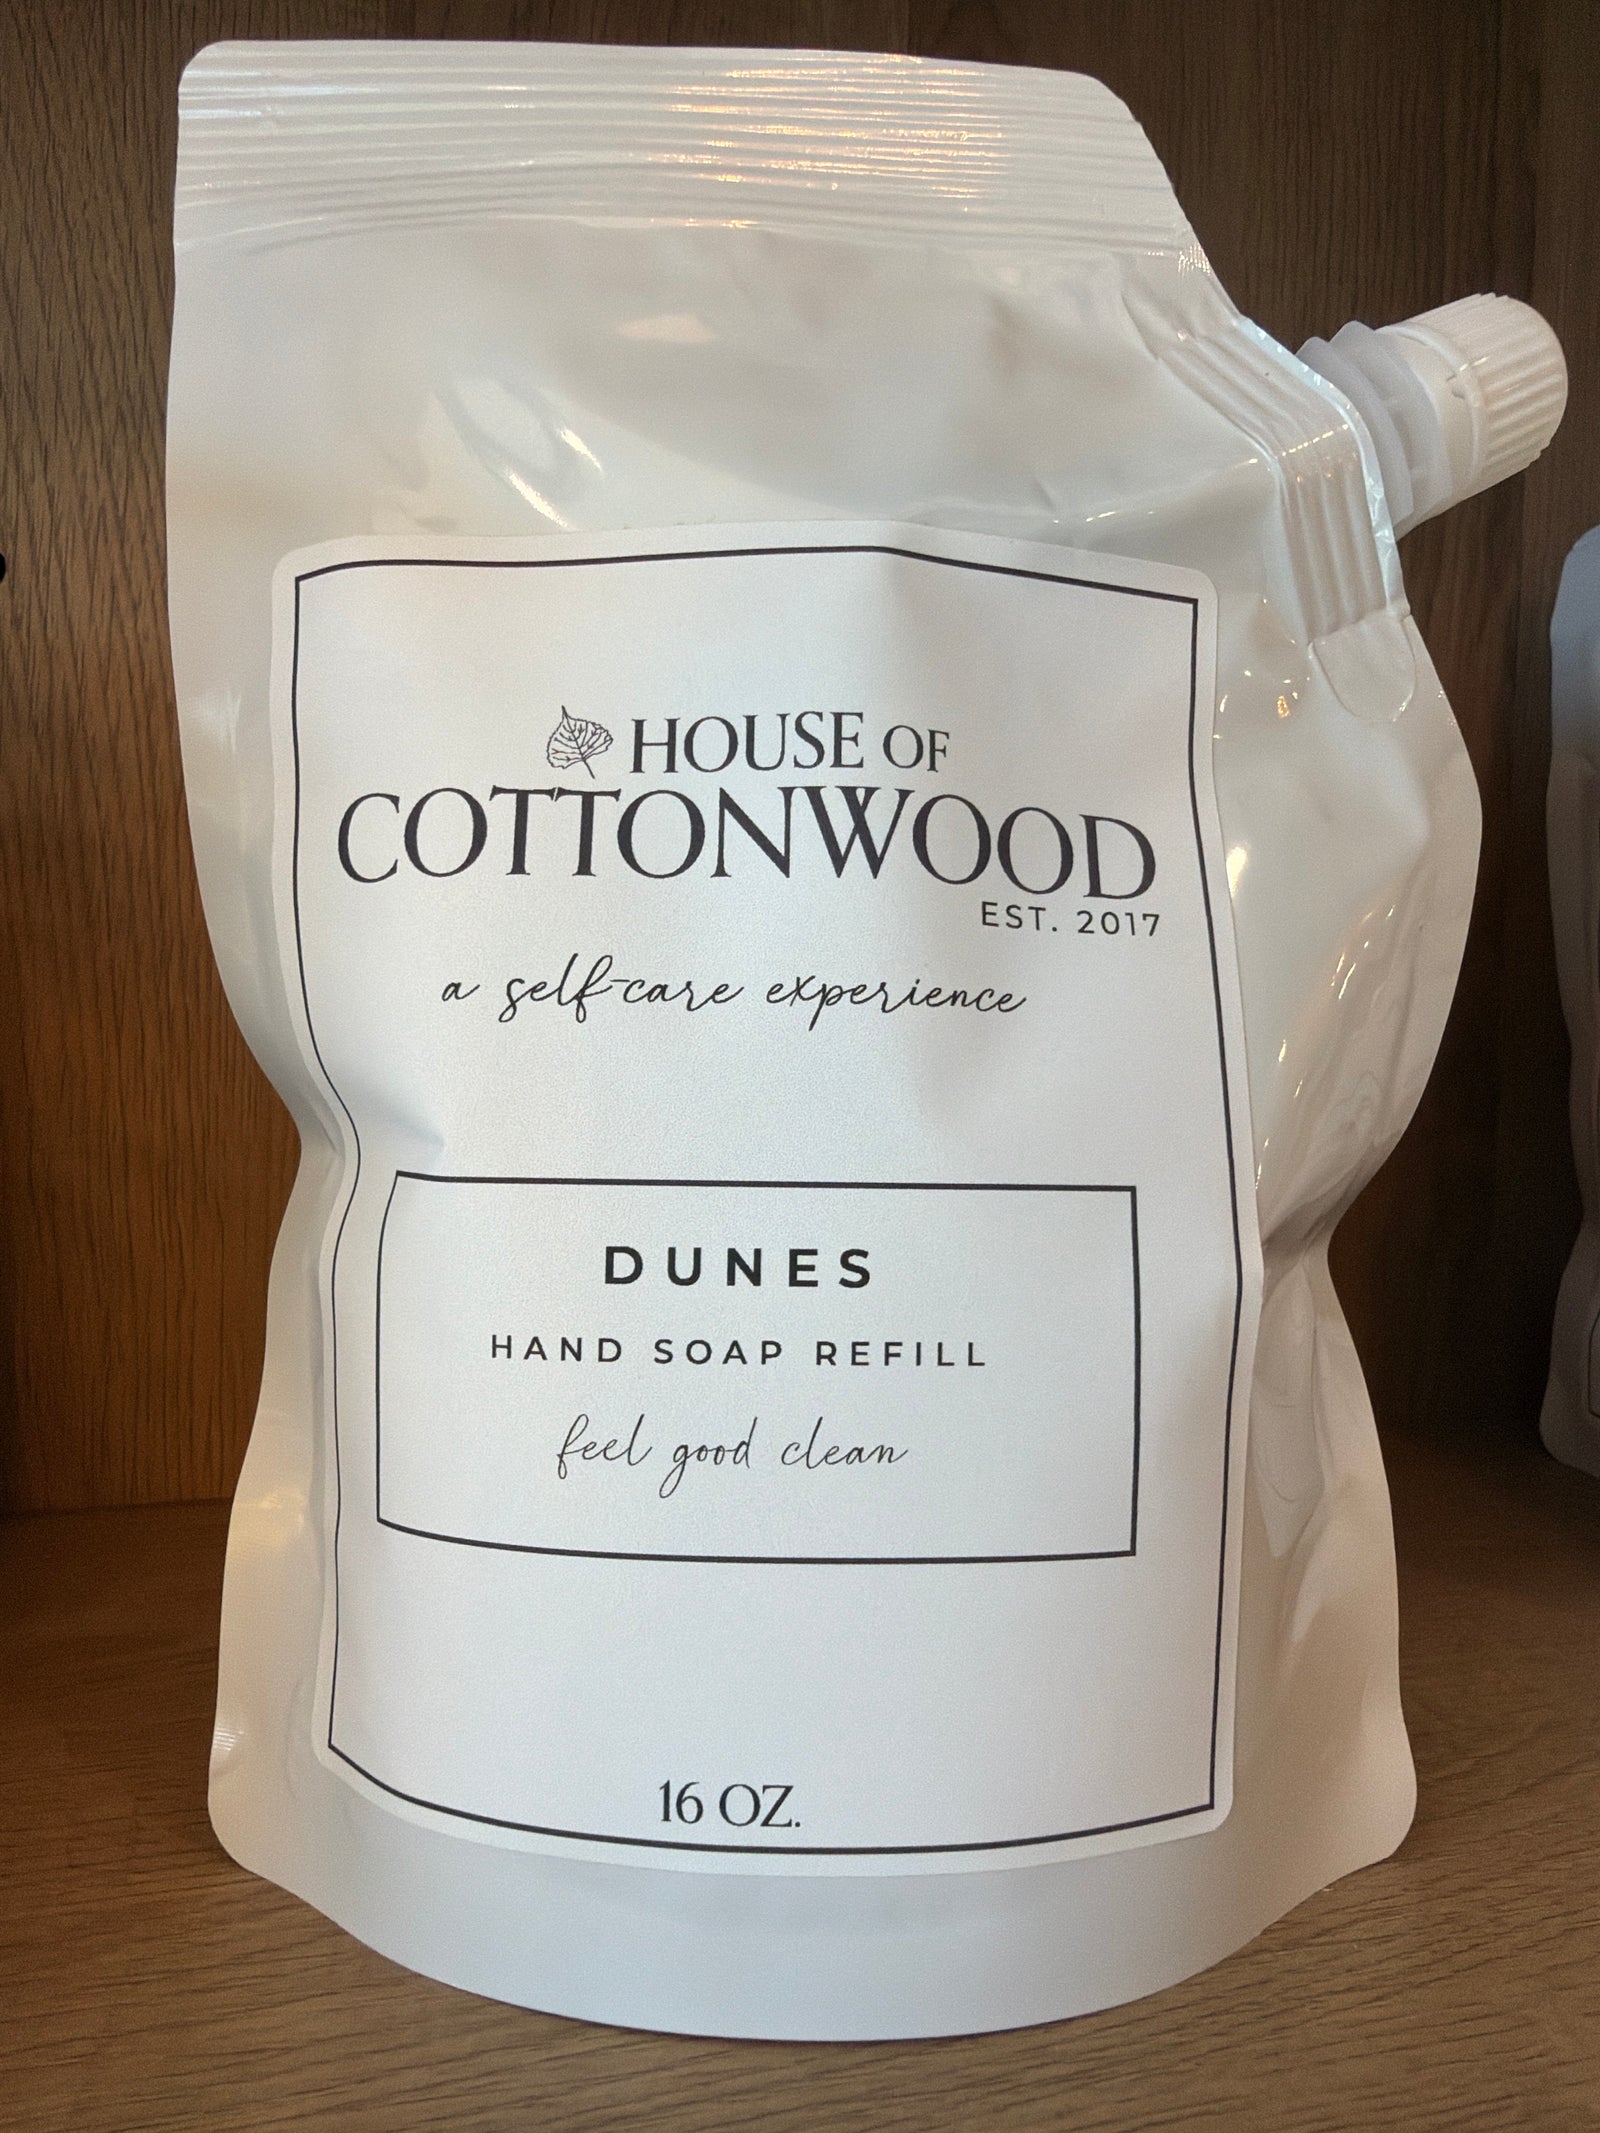 HOUSE OF
COTTONWOOD
EST. 2017
a self-care experience
DUNES
HAND SOAP REFILL
feel good clean
16 OZ.